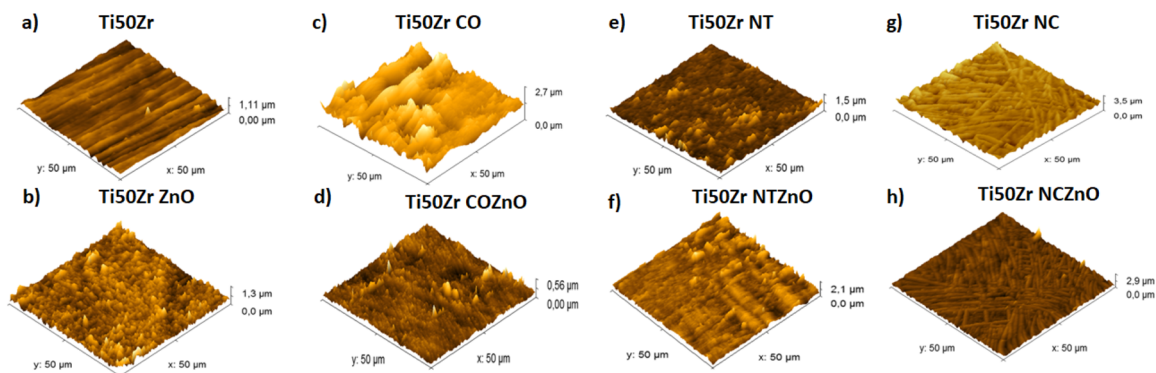 a) Ti50Zr
1,11 µm
0,00 µm
y: 50 µm
x: 50 µm
c) Ti50Zr CO
2,7 µm
0,0 µm
y: 50 µm
x: 50 µm
e) Ti50Zr NT
1,5 µm
0,0 µm
y: 50 µm
x: 50 µm
g) Ti50Zr NC
3,5 µm
0,0 µm
y: 50 µm
x: 50 µm
b) Ti50Zr ZnO
1,3 µm
0,0 µm
y: 50 µm
x: 50 µm
d) Ti50Zr COZnO
0,56 µm
0,00 µm
y: 50 µm
x: 50 µm
f) Ti50Zr NTZnO
2,1 µm
0,0 µm
y: 50 µm
x: 50 µm
h) Ti50Zr NCZnO
2,9 µm
0,0 µm
y: 50 µm
x: 50 µm